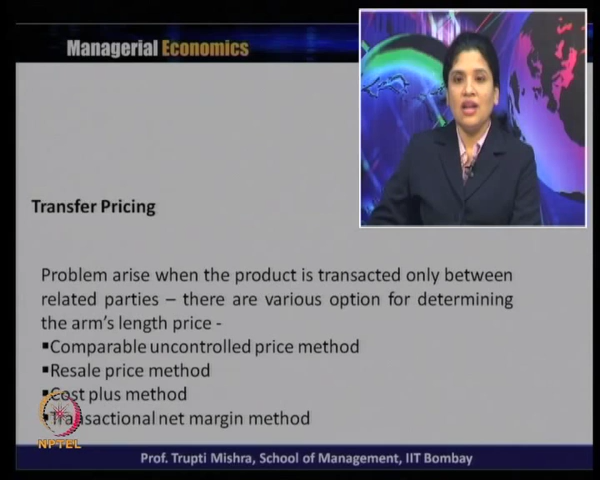 Managerial Economics
Transfer Pricing
Problem arise when the product is transacted only between
related parties – there are various option for determining
the arm's length price -
▪Comparable uncontrolled price method
▪Resale price method
▪Cost plus method
▪Transactional net margin method
NPTEL
Prof. Trupti Mishra, School of Management, IIT Bombay